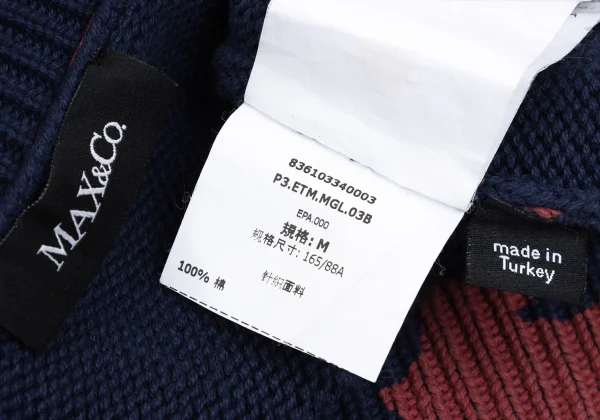 MAX&Co.
836103340003
P3.ETM.MGL.03B
EPA.000
规格: M
规格尺寸: 165/88A
100% 棉
针织面料
made in
Turkey